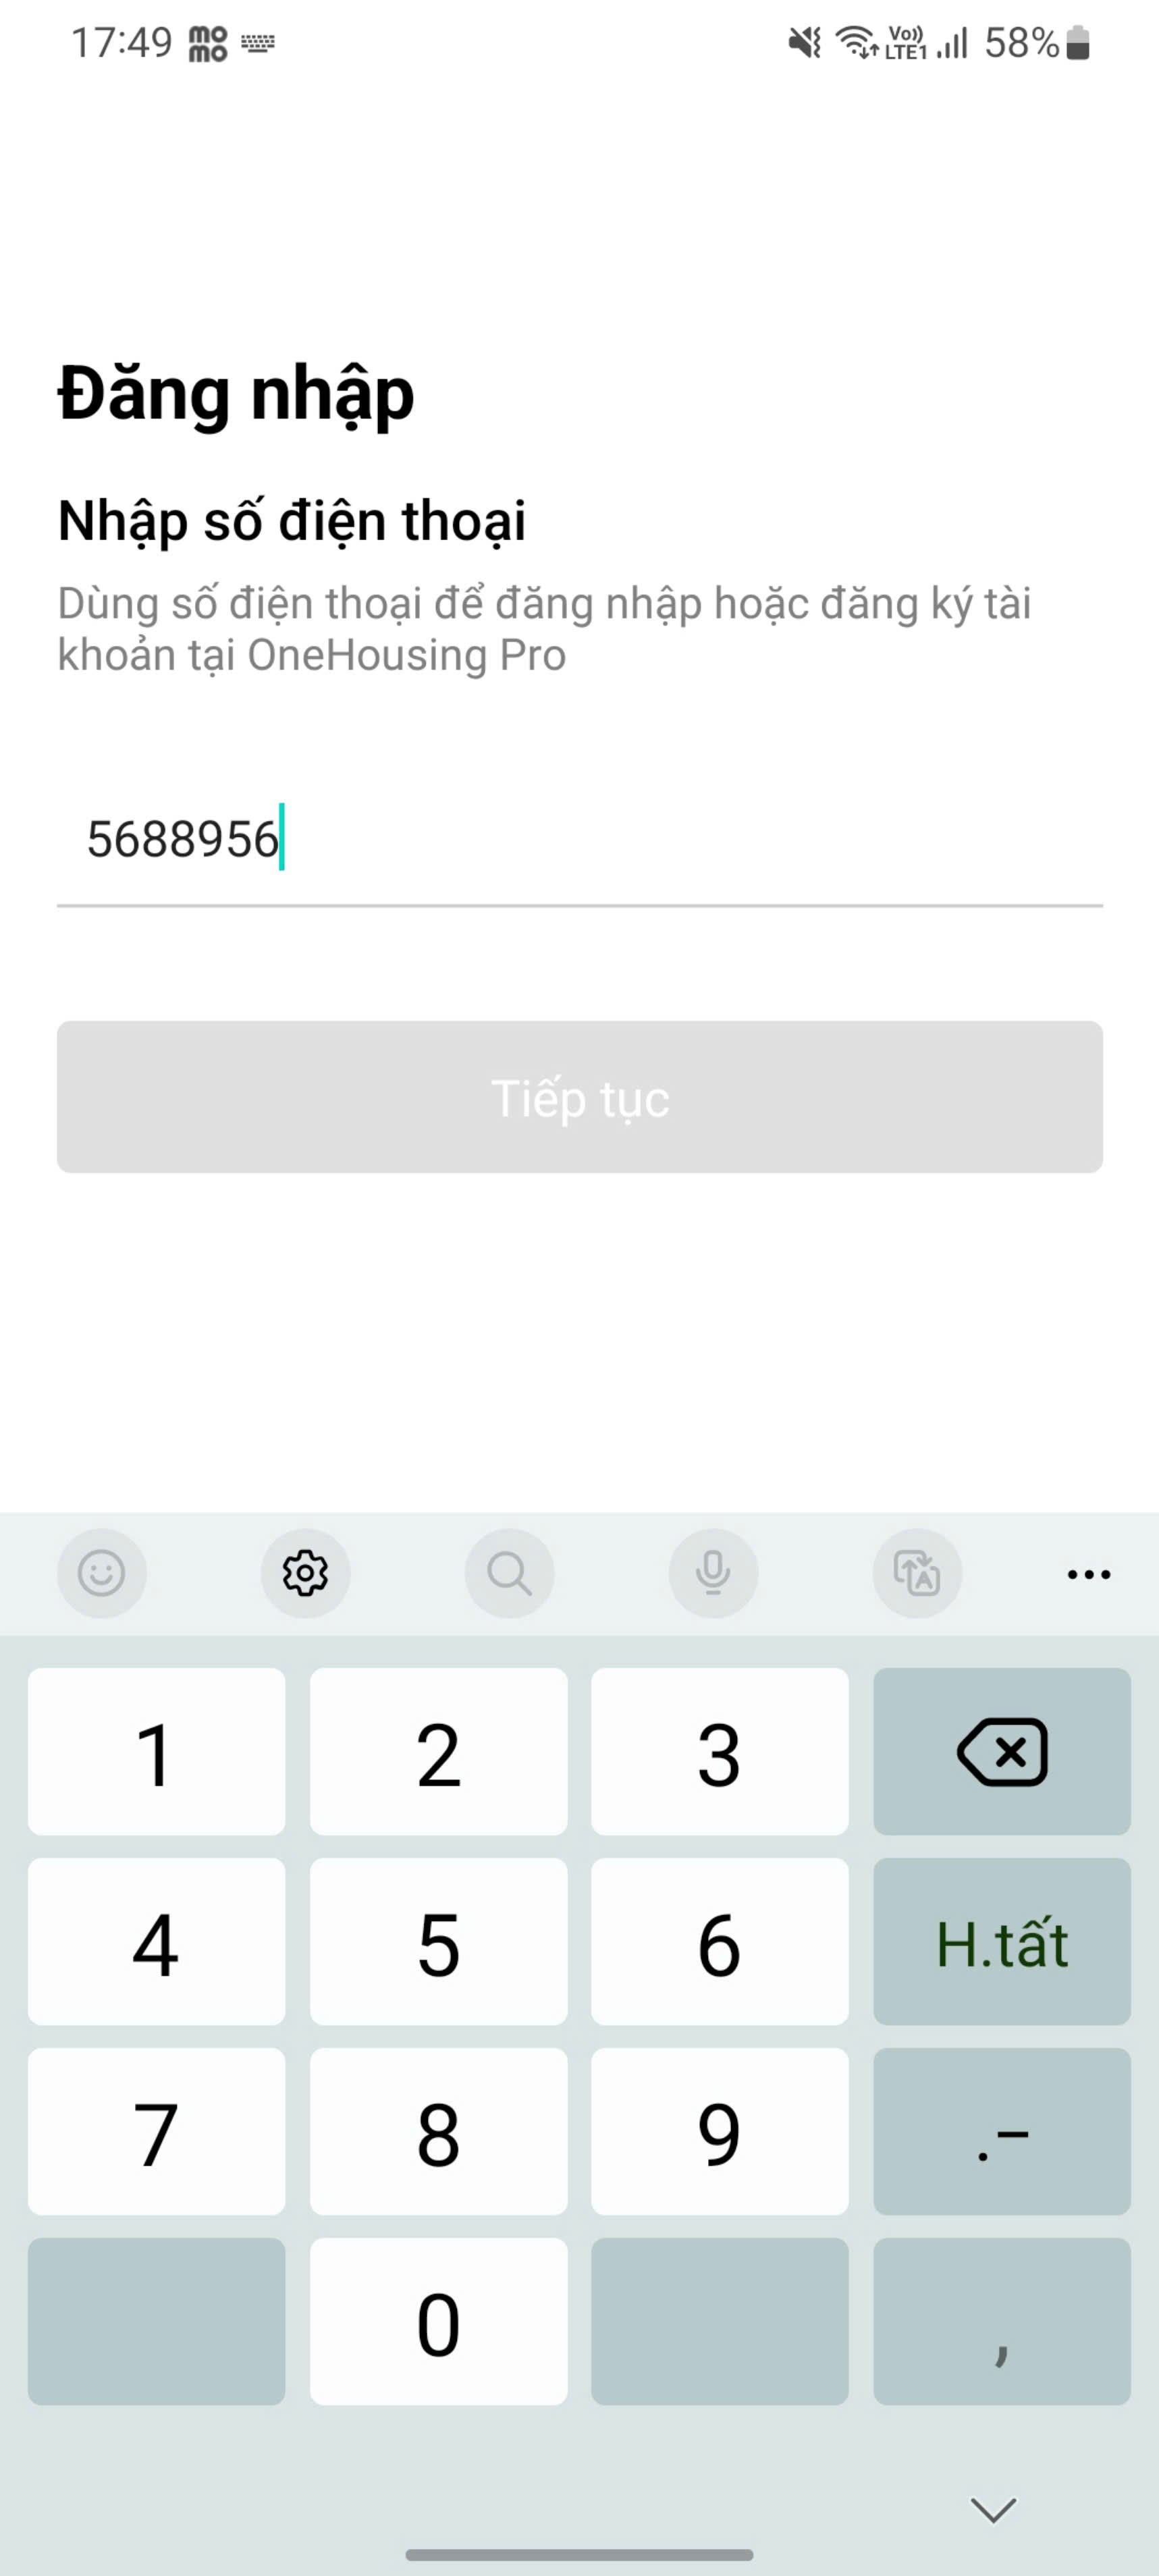 17:49 mo mo Vo)) LTE1 58%
Đăng nhập
Nhập số điện thoại
Dùng số điện thoại để đăng nhập hoặc đăng ký tài
khoản tại OneHousing Pro
5688956
Tiếp tục
1 2 3
4 5 6 H.tất
7 8 9 .-
0 ,